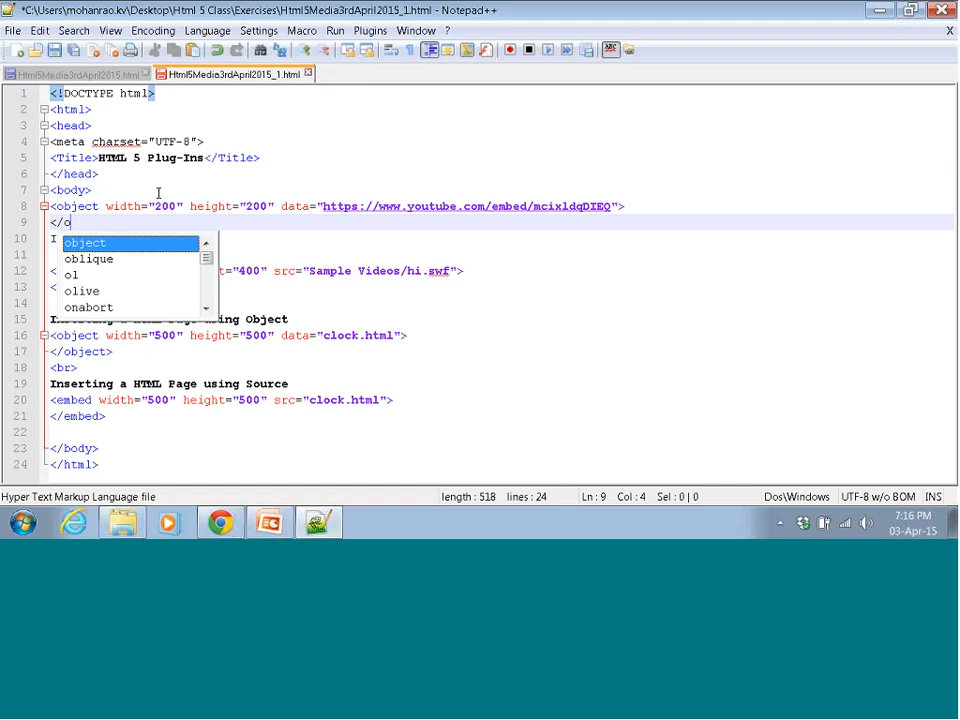 *C:\Users\mohanrao.kv\Desktop\Html 5 Class\Exercises\Html5Media3rdApril2015_1.html - Notepad++
File Edit Search View Encoding Language Settings Macro Run Plugins Window ? X
Html5Media3rdApril2015.html Html5Media3rdApril2015_1.html
1 <!DOCTYPE html>
2 <html>
3 <head>
4 <meta charset="UTF-8">
5 <Title>HTML 5 Plug-Ins</Title>
6 </head>
7 <body>
8 <object width="200" height="200" data="https://www.youtube.com/embed/mcixldqDIEQ">
9 </o
10 I
object
oblique
11
12 < t="400" src="Sample Videos/hi.swf">
ol
13 <
olive
14
onabort
15 Inserting a HTML Page using Object
16 <object width="500" height="500" data="clock.html">
17 </object>
18 <br>
19 Inserting a HTML Page using Source
20 <embed width="500" height="500" src="clock.html">
21 </embed>
22
23 </body>
24 </html>
Hyper Text Markup Language file length : 518 lines : 24 Ln : 9 Col : 4 Sel : 0 | 0 Dos\Windows UTF-8 w/o BOM INS
7:16 PM
03-Apr-15